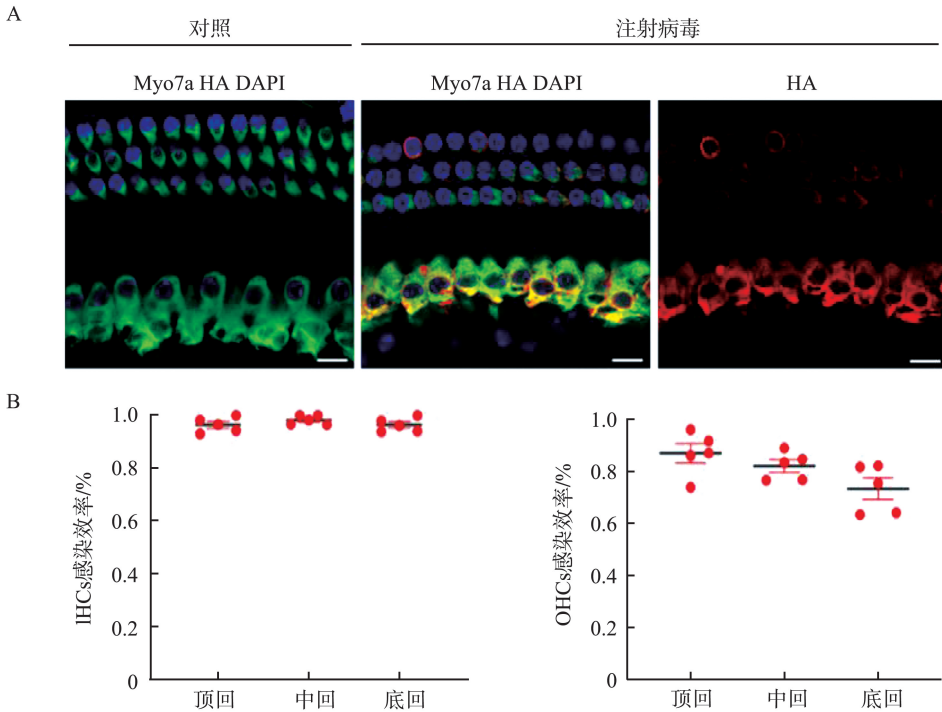 A
对照
注射病毒
Myo7a HA DAPI
Myo7a HA DAPI
HA
B
IHCs感染效率/%
1.0
0.8
0.6
0.4
0.2
0
顶回
中回
底回
OHCs感染效率/%
1.0
0.8
0.6
0.4
0.2
0
顶回
中回
底回